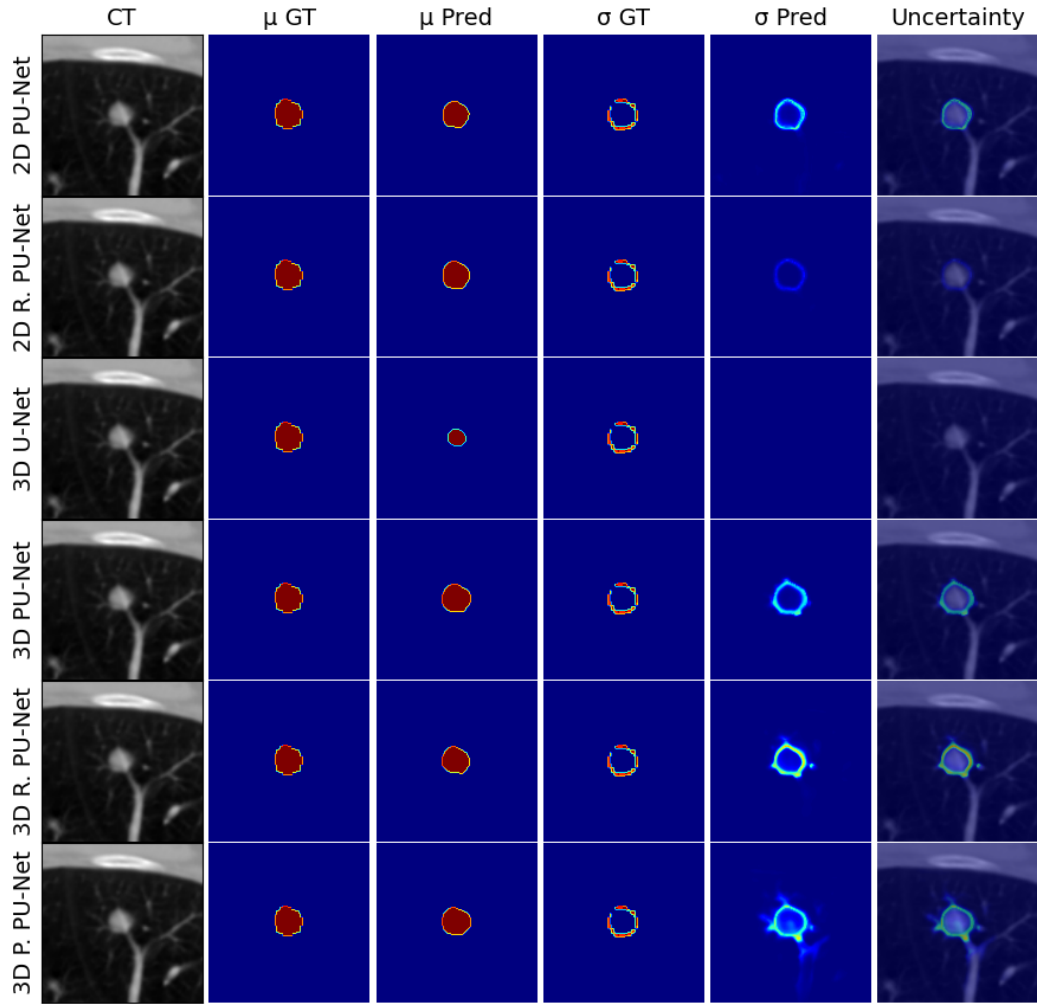 CT
μ GT
μ Pred
σ GT
σ Pred
Uncertainty
2D PU-Net
2D R. PU-Net
3D U-Net
3D PU-Net
3D R. PU-Net
3D P. PU-Net